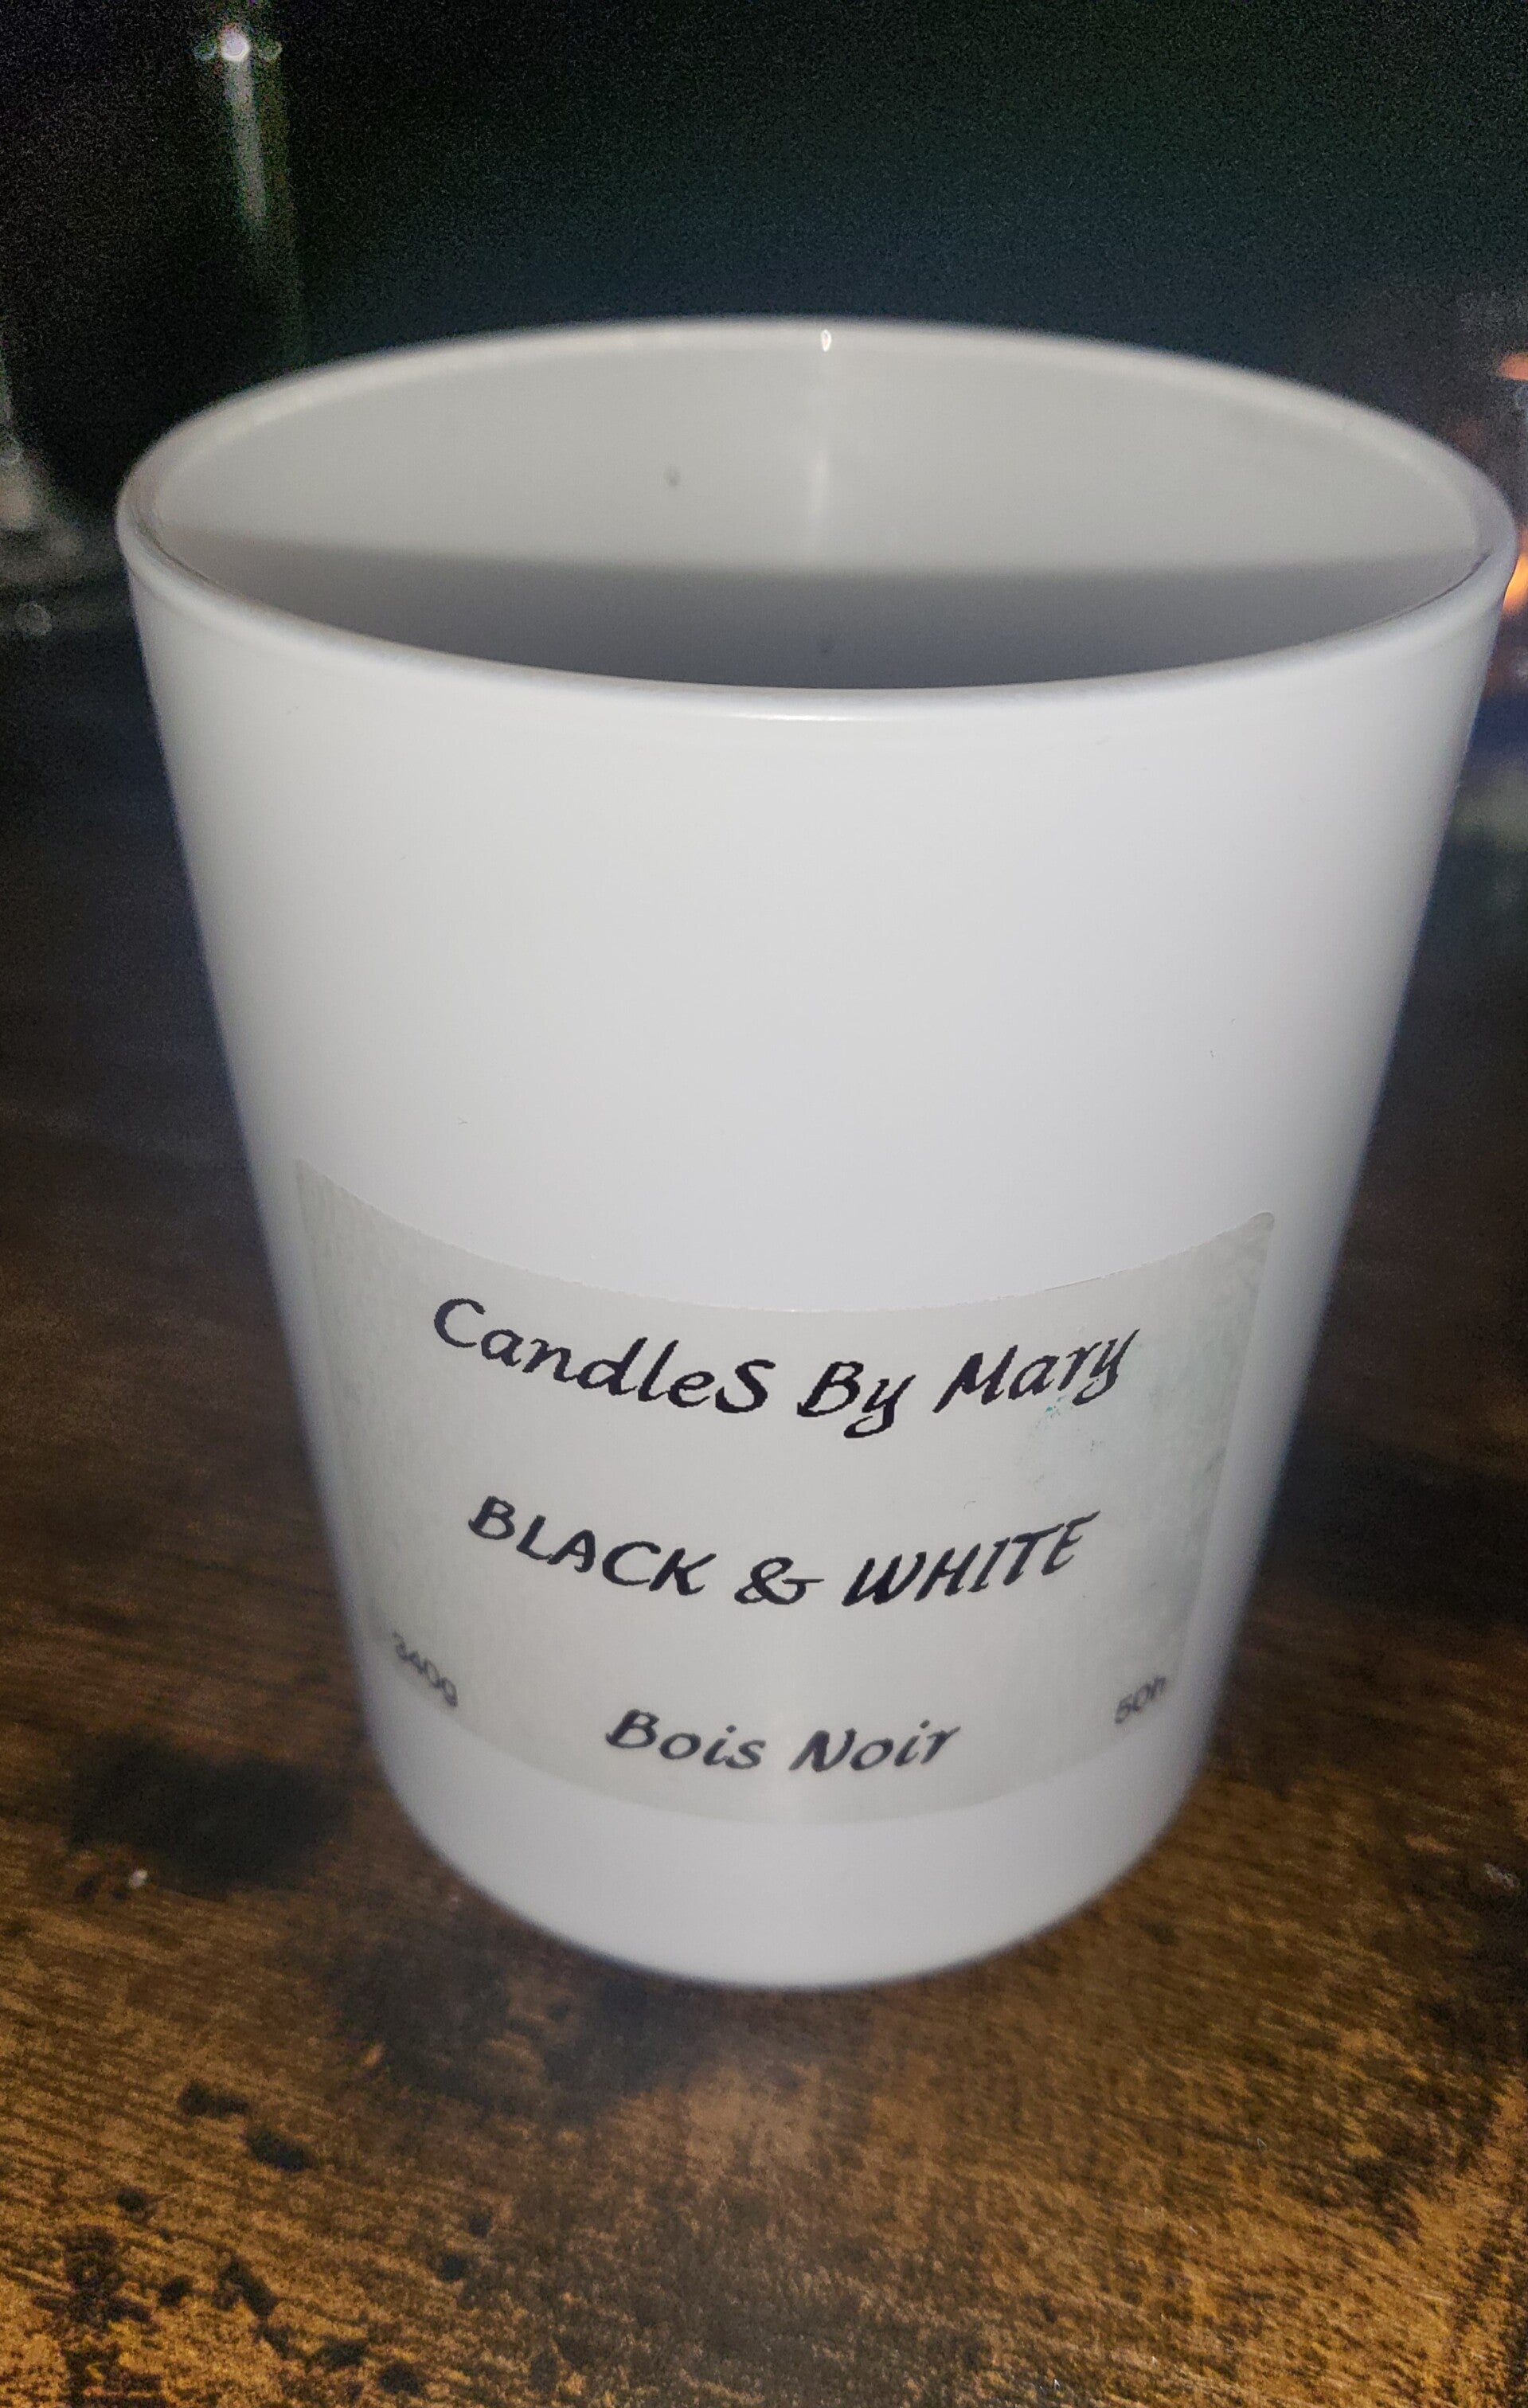 CandleS By Mary
BLACK & WHITE
340g
Bois Noir
50h